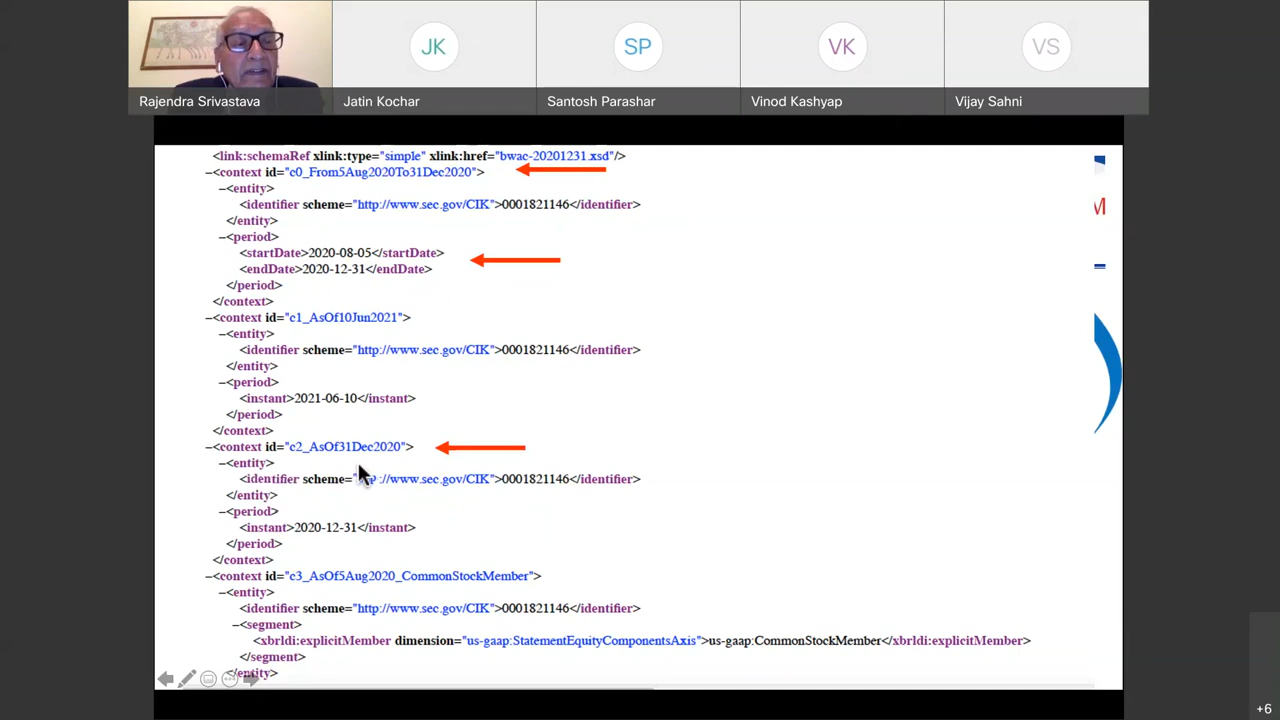 JK
SP
VK
VS
Rajendra Srivastava
Jatin Kochar
Santosh Parashar
Vinod Kashyap
Vijay Sahni
<link:schemaRef xlink:type="simple" xlink:href="bwac-20201231.xsd"/>
–<context id="c0_From5Aug2020To31Dec2020">
–<entity>
<identifier scheme="http://www.sec.gov/CIK">0001821146</identifier>
</entity>
–<period>
<startDate>2020-08-05</startDate>
<endDate>2020-12-31</endDate>
</period>
</context>
–<context id="c1_AsOf10Jun2021">
–<entity>
<identifier scheme="http://www.sec.gov/CIK">0001821146</identifier>
</entity>
–<period>
<instant>2021-06-10</instant>
</period>
</context>
–<context id="c2_AsOf31Dec2020">
–<entity>
<identifier scheme= ://www.sec.gov/CIK">0001821146</identifier>
</entity>
–<period>
<instant>2020-12-31</instant>
</period>
</context>
–<context id="c3_AsOf5Aug2020_CommonStockMember">
–<entity>
<identifier scheme="http://www.sec.gov/CIK">0001821146</identifier>
–<segment>
<xbrldi:explicitMember dimension="us-gaap:StatementEquityComponentsAxis">us-gaap:CommonStockMember</xbrldi:explicitMember>
</segment>
</entity>
M
+6